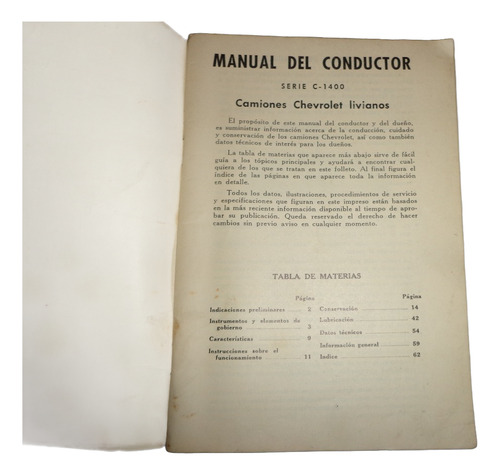 MANUAL DEL CONDUCTOR
SERIE C-1400
Camiones Chevrolet livianos
El propósito de este manual del conductor y del dueño,
es suministrar información acerca de la conducción, cuidado
y conservación de los camiones Chevrolet, así como también
datos técnicos de interés para los dueños.
La tabla de materias que aparece más abajo sirve de fácil
guía a los tópicos principales y ayudará a encontrar cual-
quiera de los que se tratan en este folleto. Al final figura el
índice de las páginas en que aparece toda la información
en detalle.
Todos los datos, ilustraciones, procedimientos de servicio
y especificaciones que figuran en este impreso están basados
en la más reciente información disponible al tiempo de apro-
bar su publicación. Queda reservado el derecho de hacer
cambios sin previo aviso en cualquier momento.
TABLA DE MATERIAS
Página
Indicaciones preliminares ..... 2
Instrumentos y elementos de
gobierno ..... 3
Características ..... 8
Instrucciones sobre el
funcionamiento ..... 11
Página
Conservación ..... 14
Lubricación ..... 42
Datos técnicos ..... 54
Información general ..... 59
Indice ..... 62